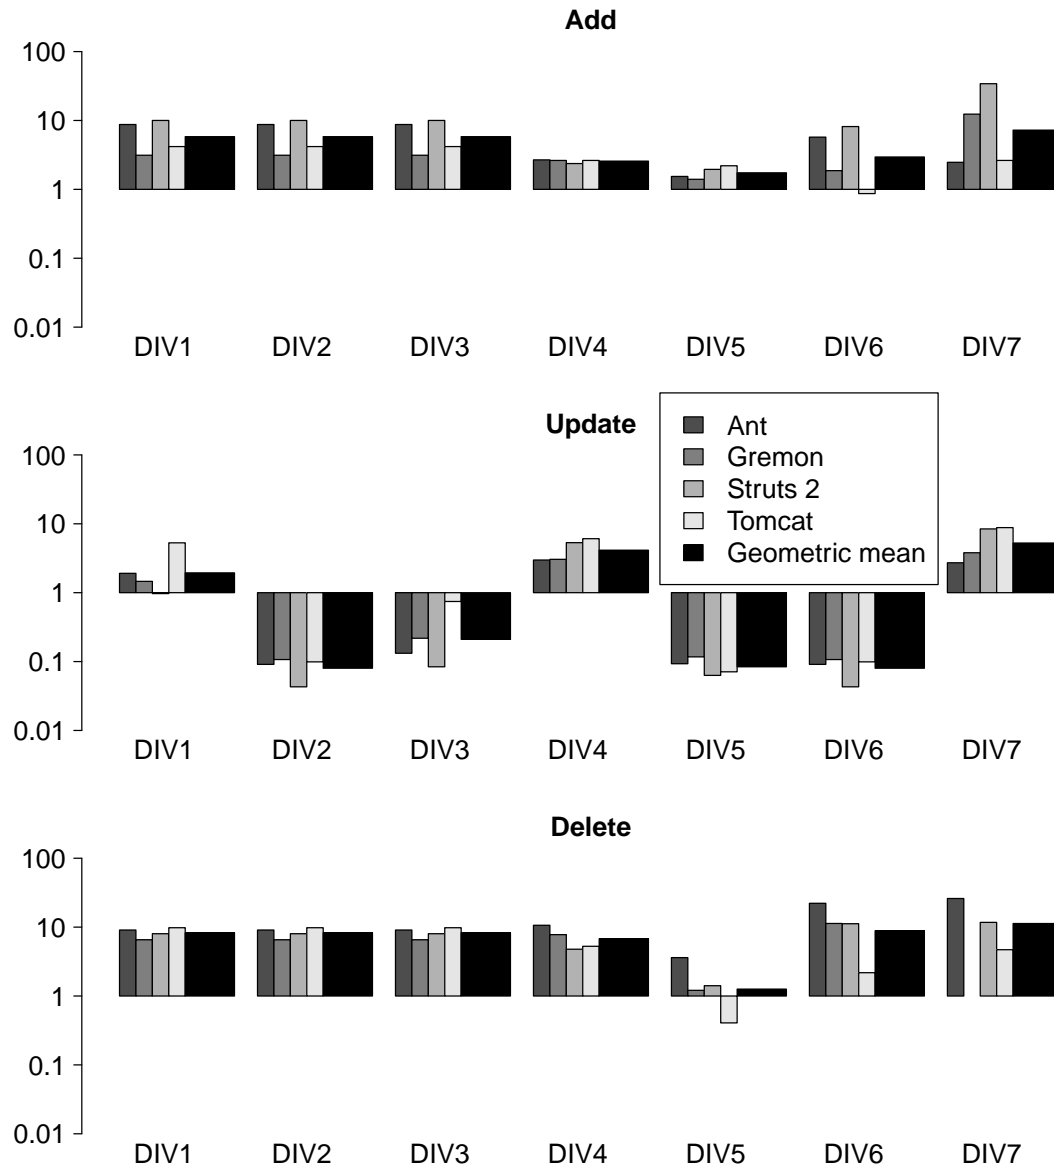 Add
100
10
1
0.1
0.01
DIV1 DIV2 DIV3 DIV4 DIV5 DIV6 DIV7
Update
Ant
Gremon
Struts 2
Tomcat
Geometric mean
100
10
1
0.1
0.01
DIV1 DIV2 DIV3 DIV4 DIV5 DIV6 DIV7
Delete
100
10
1
0.1
0.01
DIV1 DIV2 DIV3 DIV4 DIV5 DIV6 DIV7